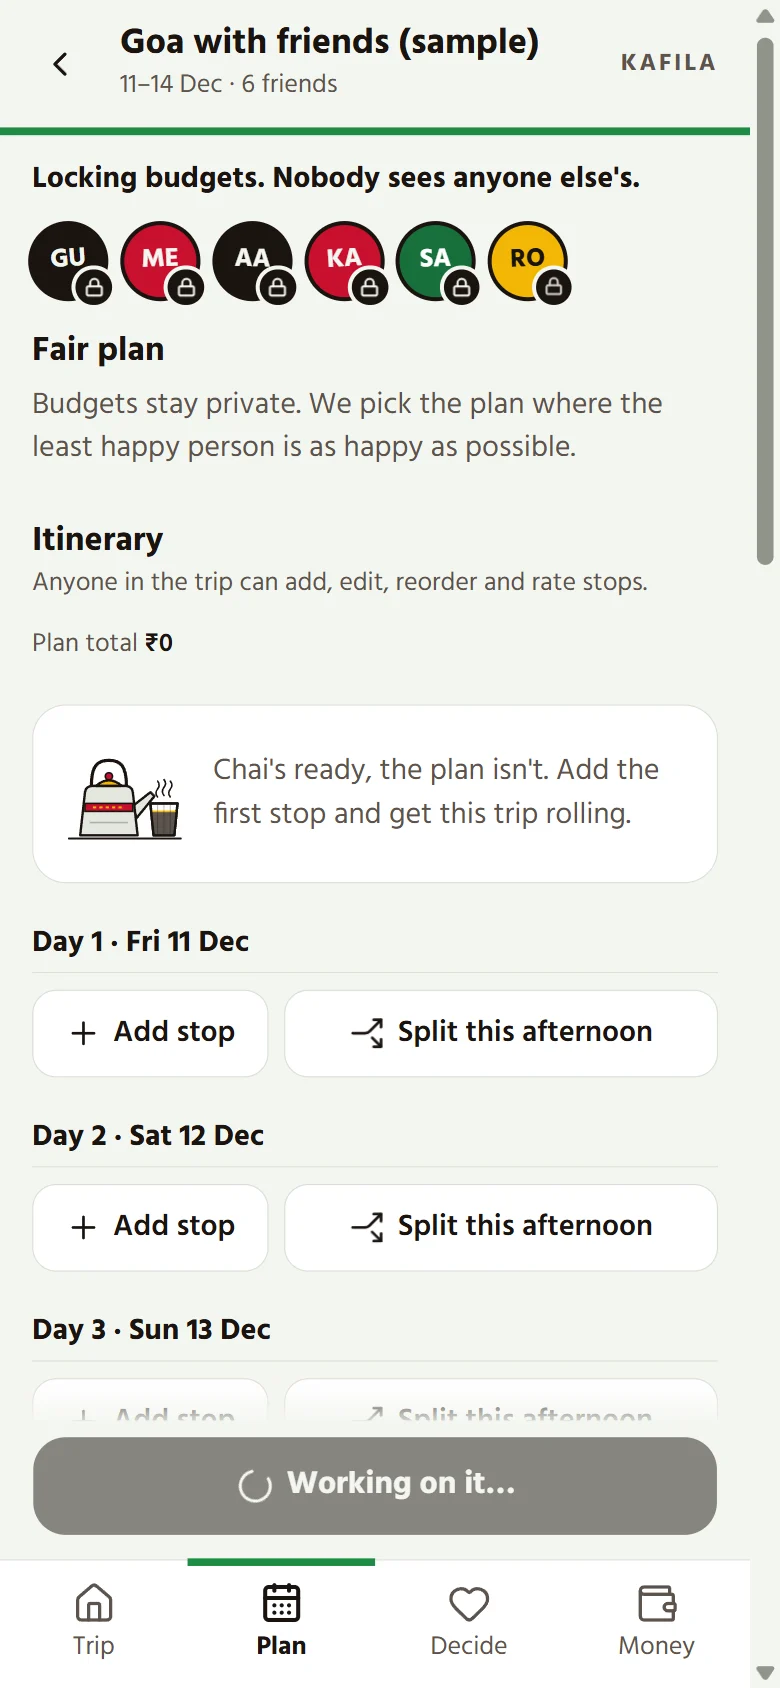 Goa with friends (sample)
11–14 Dec · 6 friends
KAFILA
Locking budgets. Nobody sees anyone else's.
GU ME AA KA SA RO
Fair plan
Budgets stay private. We pick the plan where the
least happy person is as happy as possible.
Itinerary
Anyone in the trip can add, edit, reorder and rate stops.
Plan total ₹0
Chai's ready, the plan isn't. Add the
first stop and get this trip rolling.
Day 1 · Fri 11 Dec
Add stop Split this afternoon
Day 2 · Sat 12 Dec
Add stop Split this afternoon
Day 3 · Sun 13 Dec
Add stop Split this afternoon
Working on it...
Trip Plan Decide Money